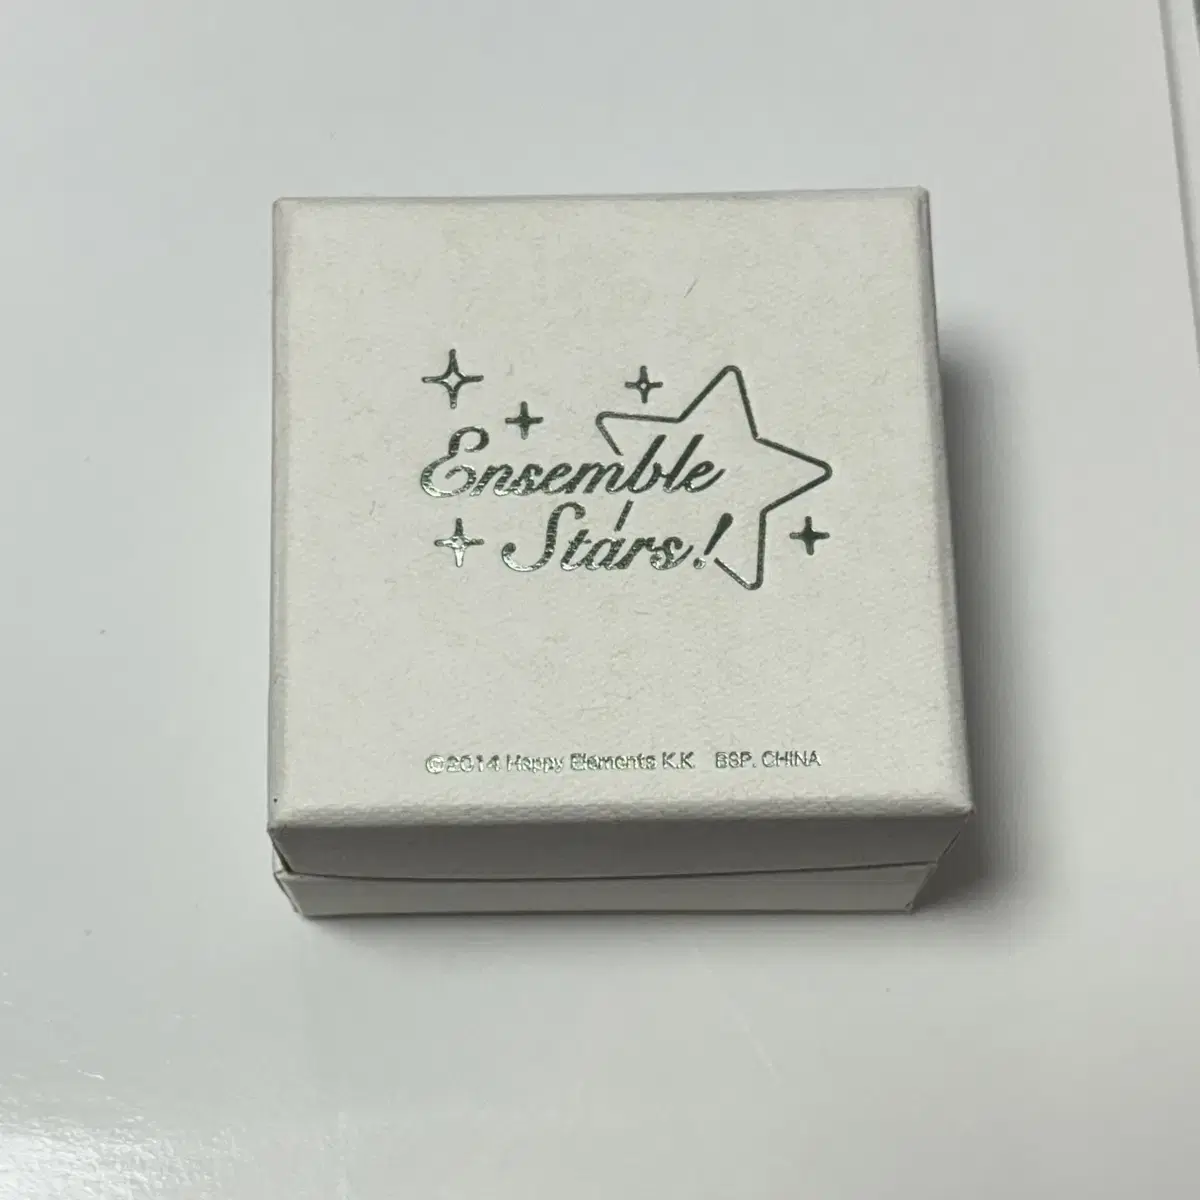 Ensemble
Stars!
©2014 Happy Elements K.K BSP. CHINA